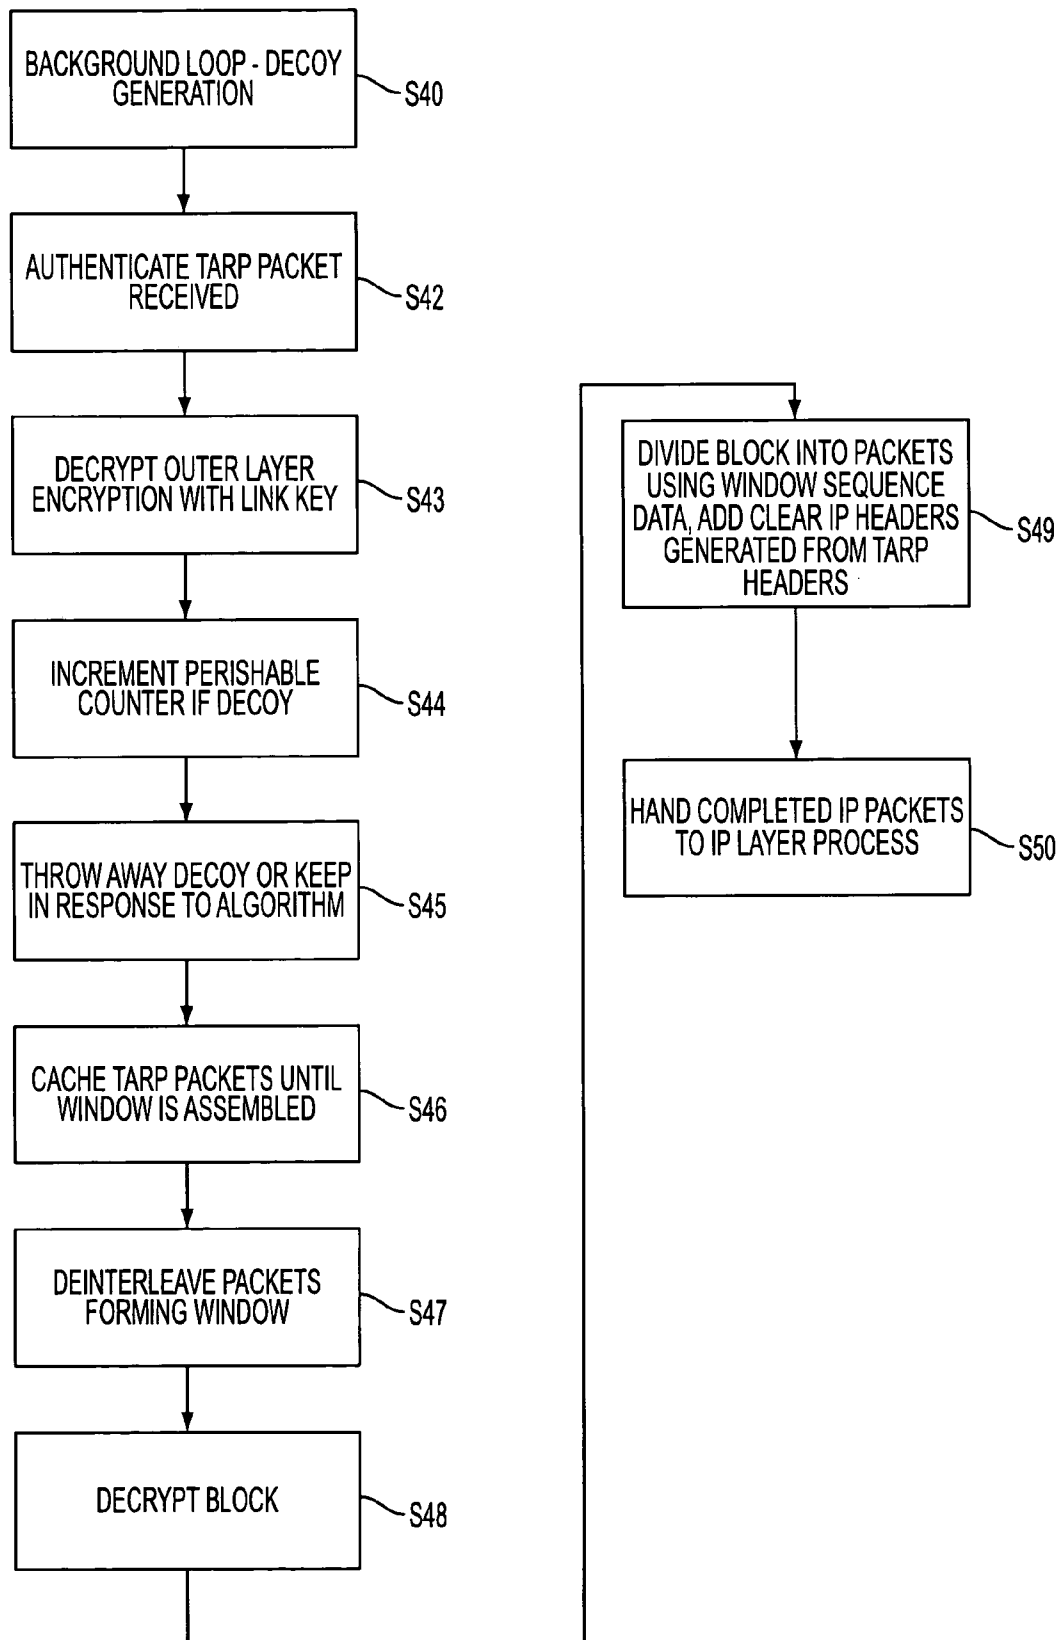 BACKGROUND LOOP - DECOY
GENERATION
S40
AUTHENTICATE TARP PACKET
RECEIVED
S42
DECRYPT OUTER LAYER
ENCRYPTION WITH LINK KEY
S43
INCREMENT PERISHABLE
COUNTER IF DECOY
S44
THROW AWAY DECOY OR KEEP
IN RESPONSE TO ALGORITHM
S45
CACHE TARP PACKETS UNTIL
WINDOW IS ASSEMBLED
S46
DEINTERLEAVE PACKETS
FORMING WINDOW
S47
DECRYPT BLOCK
S48
DIVIDE BLOCK INTO PACKETS
USING WINDOW SEQUENCE
DATA, ADD CLEAR IP HEADERS
GENERATED FROM TARP
HEADERS
S49
HAND COMPLETED IP PACKETS
TO IP LAYER PROCESS
S50